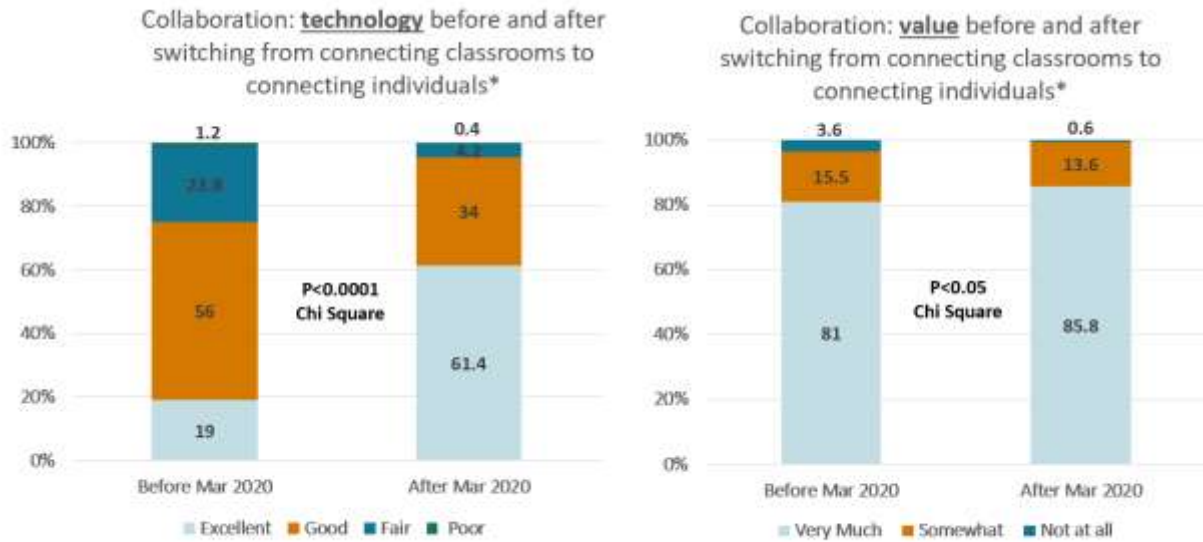 Collaboration: technology before and after
switching from connecting classrooms to
connecting individuals*
1.2
0.4
100%
23.8
4.2
80%
34
60%
56
P<0.0001
Chi Square
40%
61.4
20%
19
0%
Before Mar 2020
After Mar 2020
Excellent
Good
Fair
Poor
Collaboration: value before and after
switching from connecting classrooms to
connecting individuals*
3.6
0.6
100%
15.5
13.6
80%
60%
P<0.05
Chi Square
81
85.8
40%
20%
0%
Before Mar 2020
After Mar 2020
Very Much
Somewhat
Not at all